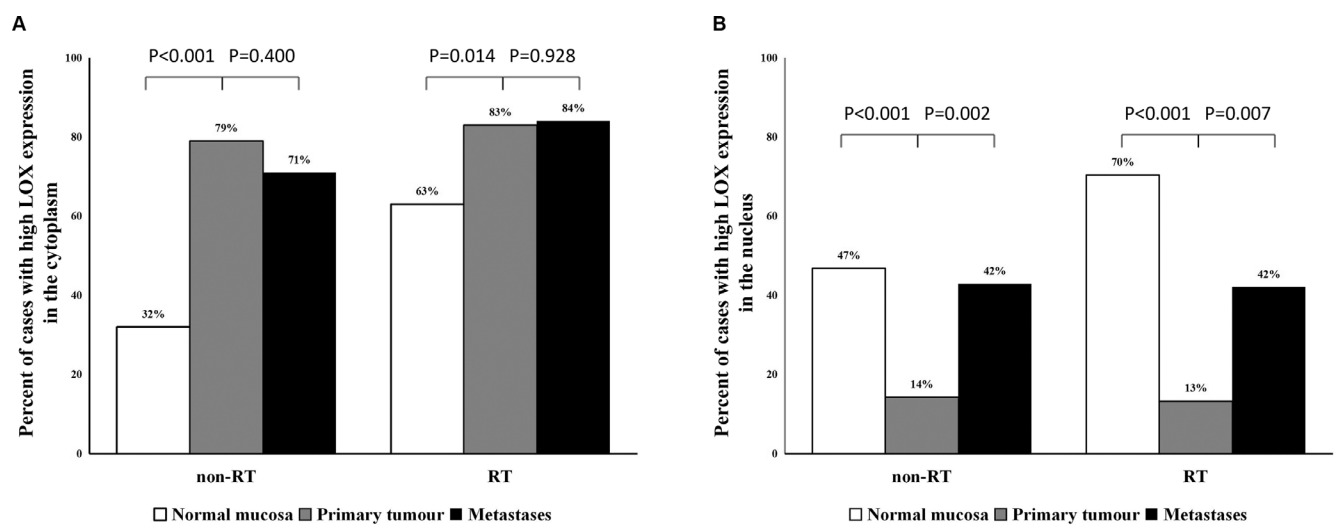 A
Percent of cases with high LOX expression
in the cytoplasm
100
80
60
40
20
0
P<0.001 P=0.400
P=0.014 P=0.928
32%
79%
71%
63%
83%
84%
non-RT
RT
Normal mucosa Primary tumour Metastases
B
Percent of cases with high LOX expression
in the nucleus
100
80
60
40
20
0
P<0.001 P=0.002
P<0.001 P=0.007
47%
14%
42%
70%
13%
42%
non-RT
RT
Normal mucosa Primary tumour Metastases